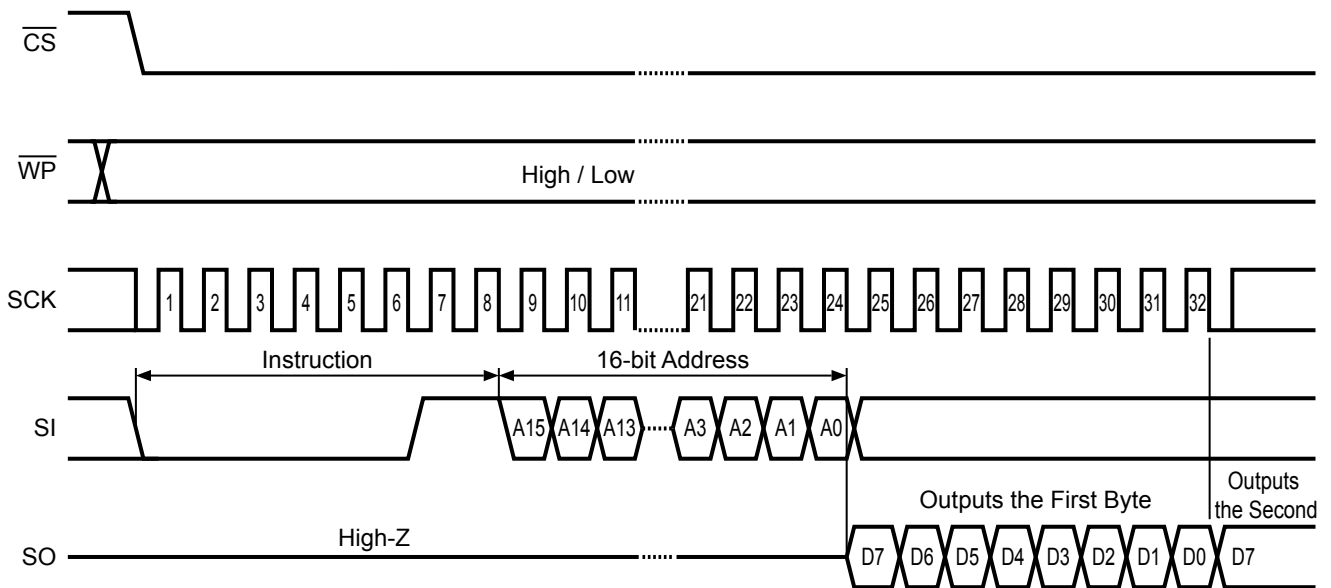 CS
WP
High / Low
SCK
1 2 3 4 5 6 7 8 9 10 11 21 22 23 24 25 26 27 28 29 30 31 32
Instruction
16-bit Address
SI
A15 A14 A13 A3 A2 A1 A0
Outputs the First Byte
Outputs
the Second
High-Z
SO
D7 D6 D5 D4 D3 D2 D1 D0 D7